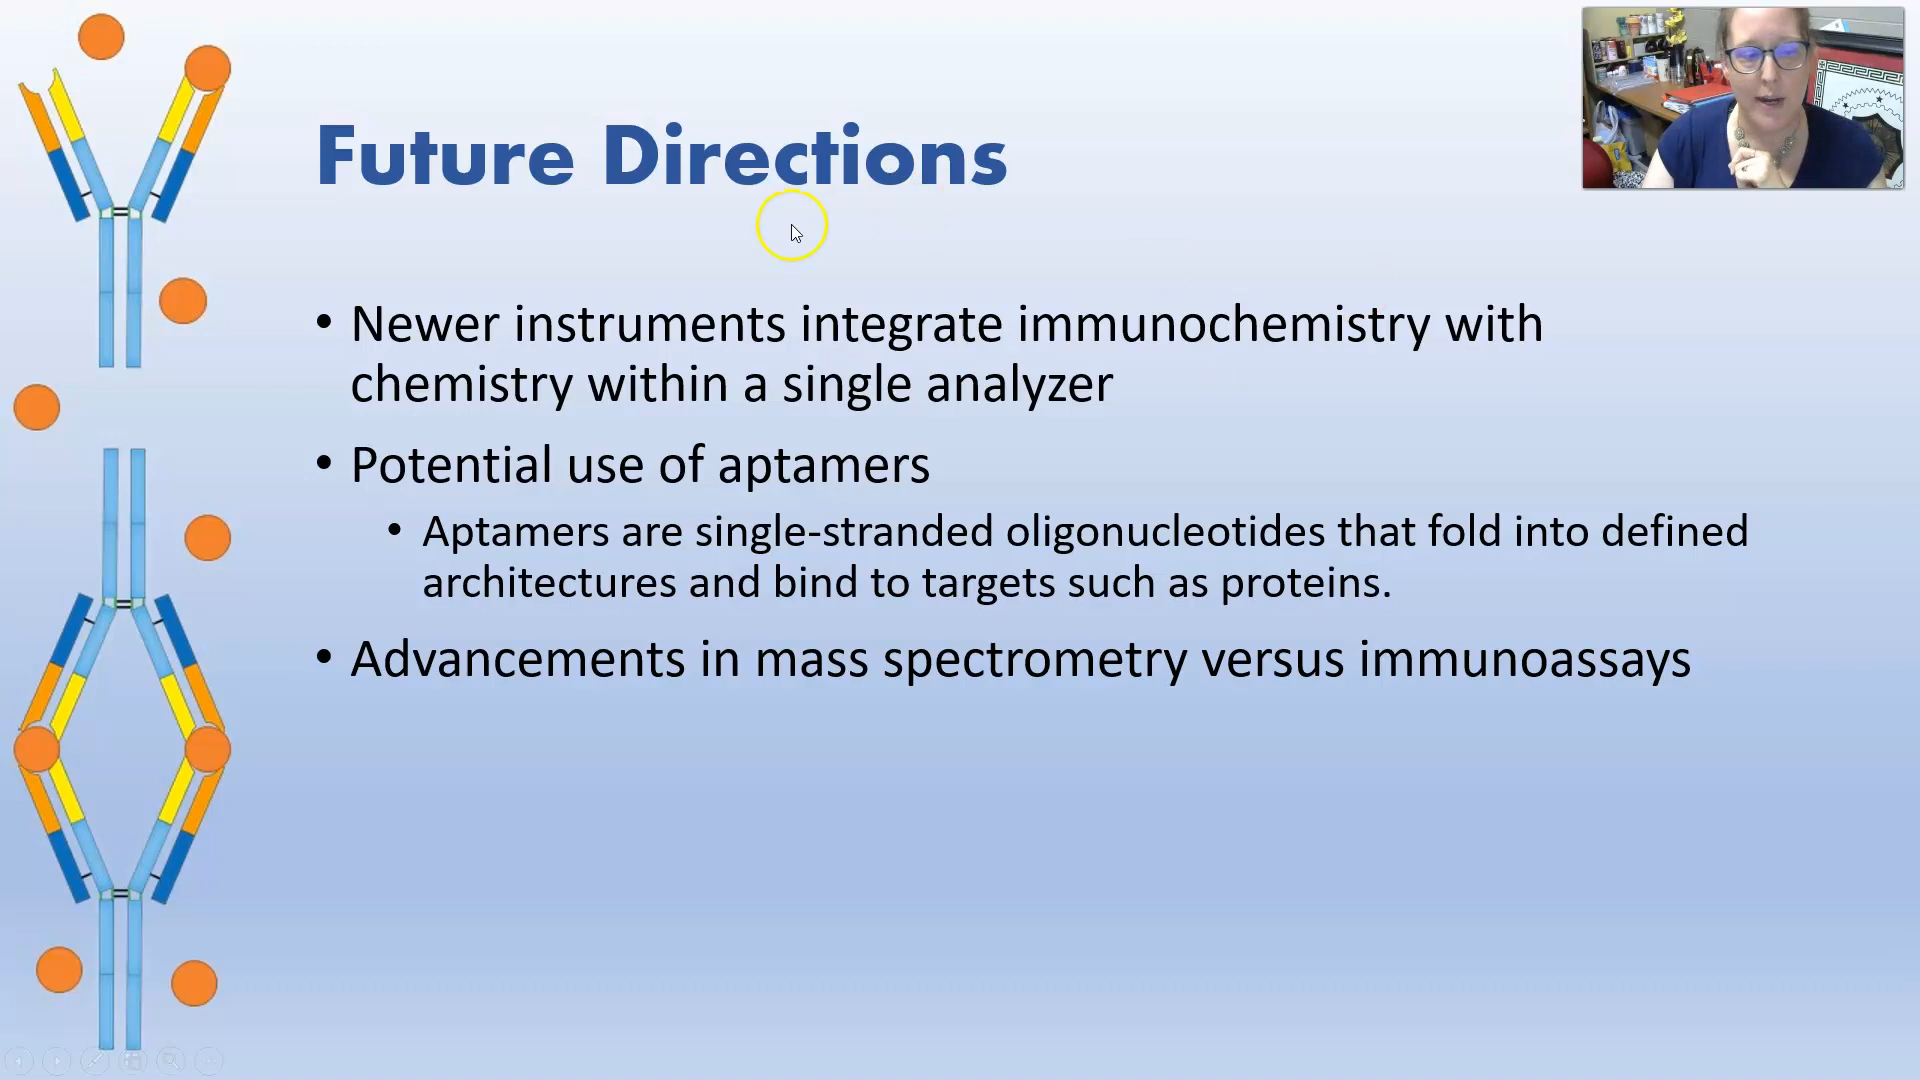 Future Directions
• Newer instruments integrate immunochemistry with
chemistry within a single analyzer
• Potential use of aptamers
• Aptamers are single-stranded oligonucleotides that fold into defined
architectures and bind to targets such as proteins.
• Advancements in mass spectrometry versus immunoassays